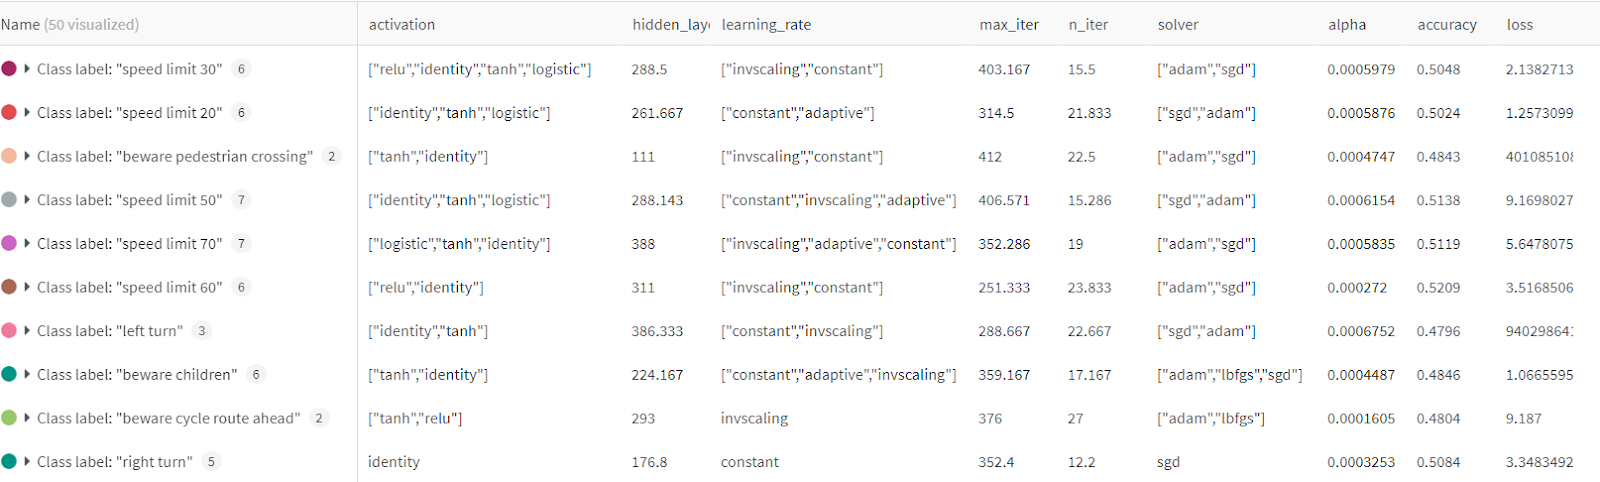 Name (50 visualized) activation hidden_laye learning_rate max_iter n_iter solver alpha accuracy loss
Class label: "speed limit 30" 6 ["relu","identity","tanh","logistic"] 288.5 ["invscaling","constant"] 403.167 15.5 ["adam","sgd"] 0.0005979 0.5048 2.1382713
Class label: "speed limit 20" 6 ["identity","tanh","logistic"] 261.667 ["constant","adaptive"] 314.5 21.833 ["sgd","adam"] 0.0005876 0.5024 1.2573099
Class label: "beware pedestrian crossing" 2 ["tanh","identity"] 111 ["invscaling","constant"] 412 22.5 ["adam","sgd"] 0.0004747 0.4843 401085108
Class label: "speed limit 50" 7 ["identity","tanh","logistic"] 288.143 ["constant","invscaling","adaptive"] 406.571 15.286 ["sgd","adam"] 0.0006154 0.5138 9.1698027
Class label: "speed limit 70" 7 ["logistic","tanh","identity"] 388 ["invscaling","adaptive","constant"] 352.286 19 ["adam","sgd"] 0.0005835 0.5119 5.6478075
Class label: "speed limit 60" 6 ["relu","identity"] 311 ["invscaling","constant"] 251.333 23.833 ["adam","sgd"] 0.000272 0.5209 3.5168506
Class label: "left turn" 3 ["identity","tanh"] 386.333 ["constant","invscaling"] 288.667 22.667 ["sgd","adam"] 0.0006752 0.4796 940298641
Class label: "beware children" 6 ["tanh","identity"] 224.167 ["constant","adaptive","invscaling"] 359.167 17.167 ["adam","lbfgs","sgd"] 0.0004487 0.4846 1.0665595
Class label: "beware cycle route ahead" 2 ["tanh","relu"] 293 invscaling 376 27 ["adam","lbfgs"] 0.0001605 0.4804 9.187
Class label: "right turn" 5 identity 176.8 constant 352.4 12.2 sgd 0.0003253 0.5084 3.3483492